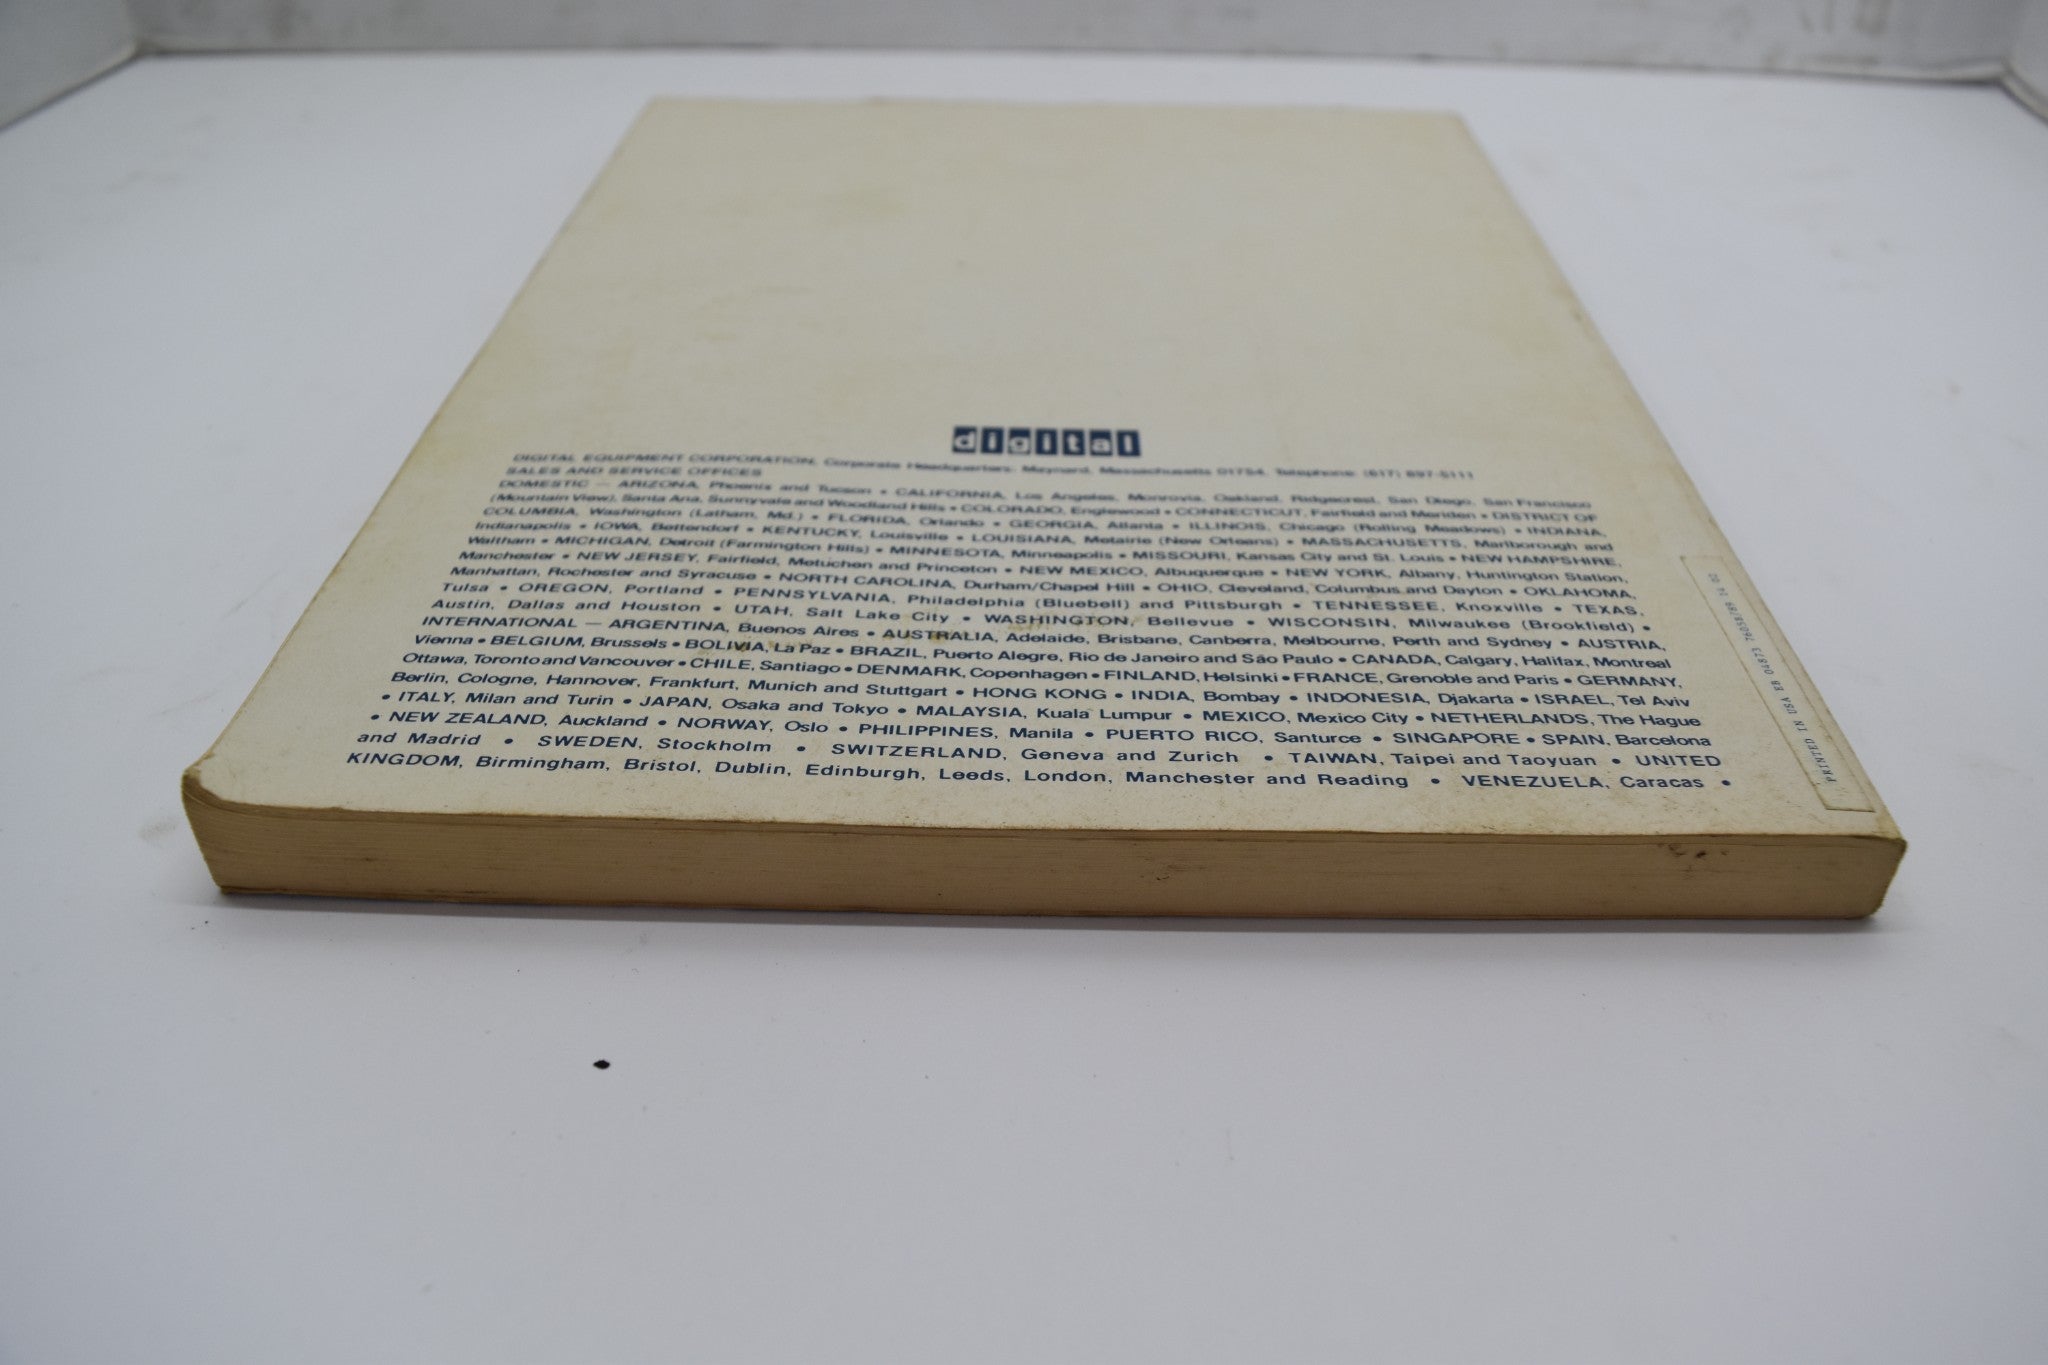 digital
DIGITAL EQUIPMENT CORPORATION, Corporate Headquarters: Maynard, Massachusetts 01754, Telephone: (617) 897-5111
SALES AND SERVICE OFFICES
DOMESTIC — ARIZONA, Phoenix and Tucson • CALIFORNIA, Los Angeles, Monrovia, Oakland, Ridgecrest, San Diego, San Francisco
(Mountain View), Santa Ana, Sunnyvale and Woodland Hills • COLORADO, Englewood • CONNECTICUT, Fairfield and Meriden • DISTRICT OF
COLUMBIA, Washington (Latham, Md.) • FLORIDA, Orlando • GEORGIA, Atlanta • ILLINOIS, Chicago (Rolling Meadows) • INDIANA,
Indianapolis • IOWA, Bettendorf • KENTUCKY, Louisville • LOUISIANA, Metairie (New Orleans) • MASSACHUSETTS, Marlborough and
Waltham • MICHIGAN, Detroit (Farmington Hills) • MINNESOTA, Minneapolis • MISSOURI, Kansas City and St. Louis • NEW HAMPSHIRE,
Manchester • NEW JERSEY, Fairfield, Metuchen and Princeton • NEW MEXICO, Albuquerque • NEW YORK, Albany, Huntington Station,
Manhattan, Rochester and Syracuse • NORTH CAROLINA, Durham/Chapel Hill • OHIO, Cleveland, Columbus and Dayton • OKLAHOMA,
Tulsa • OREGON, Portland • PENNSYLVANIA, Philadelphia (Bluebell) and Pittsburgh • TENNESSEE, Knoxville • TEXAS,
Austin, Dallas and Houston • UTAH, Salt Lake City • WASHINGTON, Bellevue • WISCONSIN, Milwaukee (Brookfield) •
INTERNATIONAL — ARGENTINA, Buenos Aires • AUSTRALIA, Adelaide, Brisbane, Canberra, Melbourne, Perth and Sydney • AUSTRIA,
Vienna • BELGIUM, Brussels • BOLIVIA, La Paz • BRAZIL, Puerto Alegre, Rio de Janeiro and São Paulo • CANADA, Calgary, Halifax, Montreal
Ottawa, Toronto and Vancouver • CHILE, Santiago • DENMARK, Copenhagen • FINLAND, Helsinki • FRANCE, Grenoble and Paris • GERMANY,
Berlin, Cologne, Hannover, Frankfurt, Munich and Stuttgart • HONG KONG • INDIA, Bombay • INDONESIA, Djakarta • ISRAEL, Tel Aviv
• ITALY, Milan and Turin • JAPAN, Osaka and Tokyo • MALAYSIA, Kuala Lumpur • MEXICO, Mexico City • NETHERLANDS, The Hague
• NEW ZEALAND, Auckland • NORWAY, Oslo • PHILIPPINES, Manila • PUERTO RICO, Santurce • SINGAPORE • SPAIN, Barcelona
and Madrid • SWEDEN, Stockholm • SWITZERLAND, Geneva and Zurich • TAIWAN, Taipei and Taoyuan • UNITED
KINGDOM, Birmingham, Bristol, Dublin, Edinburgh, Leeds, London, Manchester and Reading • VENEZUELA, Caracas •
PRINTED IN USA EB 04873